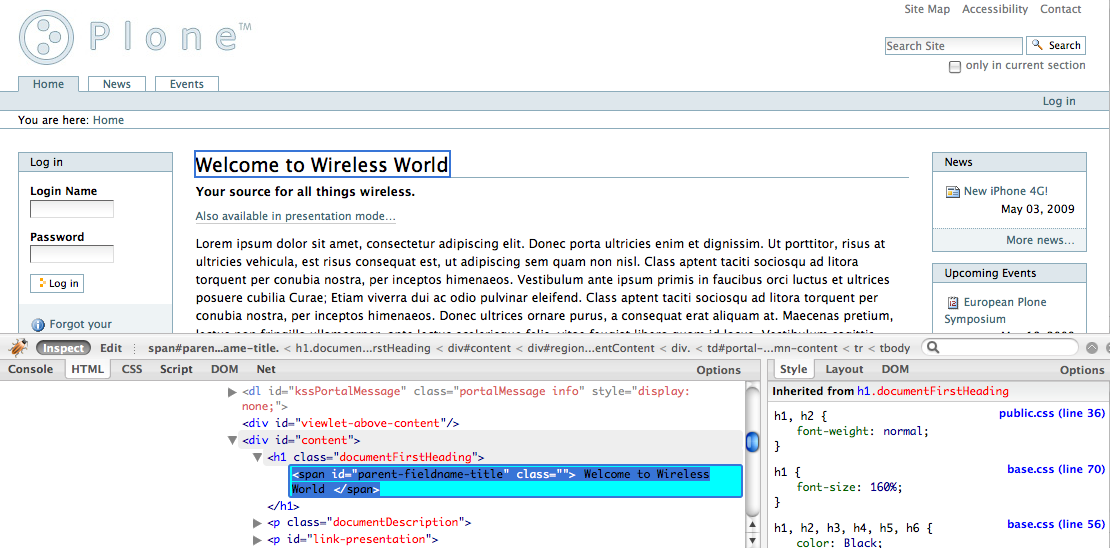 Site Map Accessibility Contact
Plone™
Search Site
Search
only in current section
Home News Events
Log in
You are here: Home
Log in
Login Name
Password
Log in
Forgot your
Welcome to Wireless World
Your source for all things wireless.
Also available in presentation mode...
Lorem ipsum dolor sit amet, consectetur adipiscing elit. Donec porta ultricies enim et dignissim. Ut porttitor, risus at
ultricies vehicula, est risus consequat est, ut adipiscing sem quam non nisl. Class aptent taciti sociosqu ad litora
torquent per conubia nostra, per inceptos himenaeos. Vestibulum ante ipsum primis in faucibus orci luctus et ultrices
posuere cubilia Curae; Etiam viverra dui ac odio pulvinar eleifend. Class aptent taciti sociosqu ad litora torquent per
conubia nostra, per inceptos himenaeos. Donec ultrices ornare purus, a consequat erat aliquam at. Maecenas pretium,
News
New iPhone 4G!
May 03, 2009
More news...
Upcoming Events
European Plone
Symposium
Inspect Edit span#paren...ame-title. < h1.documen...rstHeading < div#content < div#region...entContent < div. < td#portal-...mn-content < tr < tbody
Console HTML CSS Script DOM Net Options
<dl id="kssPortalMessage" class="portalMessage info" style="display:
none;">
<div id="viewlet-above-content"/>
<div id="content">
<h1 class="documentFirstHeading">
<span id="parent-fieldname-title" class=""> Welcome to Wireless
World </span>
</h1>
<p class="documentDescription">
<p id="link-presentation">
Style Layout DOM Options
Inherited from h1.documentFirstHeading
h1, h2 { public.css (line 36)
font-weight: normal;
}
h1 { base.css (line 70)
font-size: 160%;
}
h1, h2, h3, h4, h5, h6 { base.css (line 56)
color: Black;